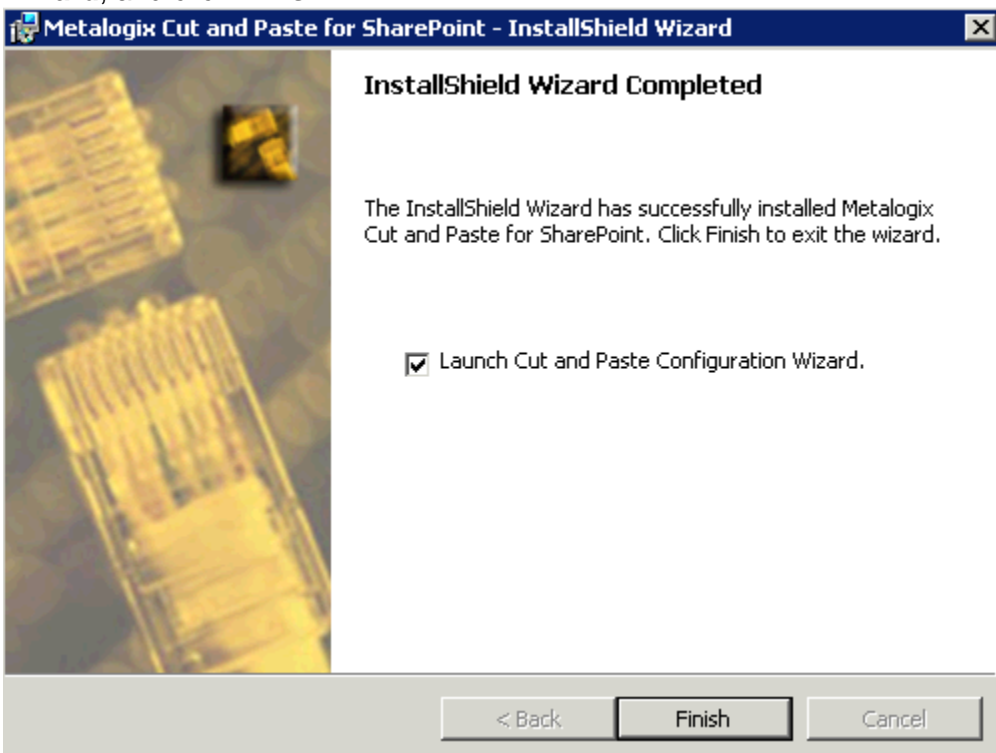 Metalogix Cut and Paste for SharePoint - InstallShield Wizard
InstallShield Wizard Completed
The InstallShield Wizard has successfully installed Metalogix
Cut and Paste for SharePoint. Click Finish to exit the wizard.
Launch Cut and Paste Configuration Wizard.
< Back
Finish
Cancel